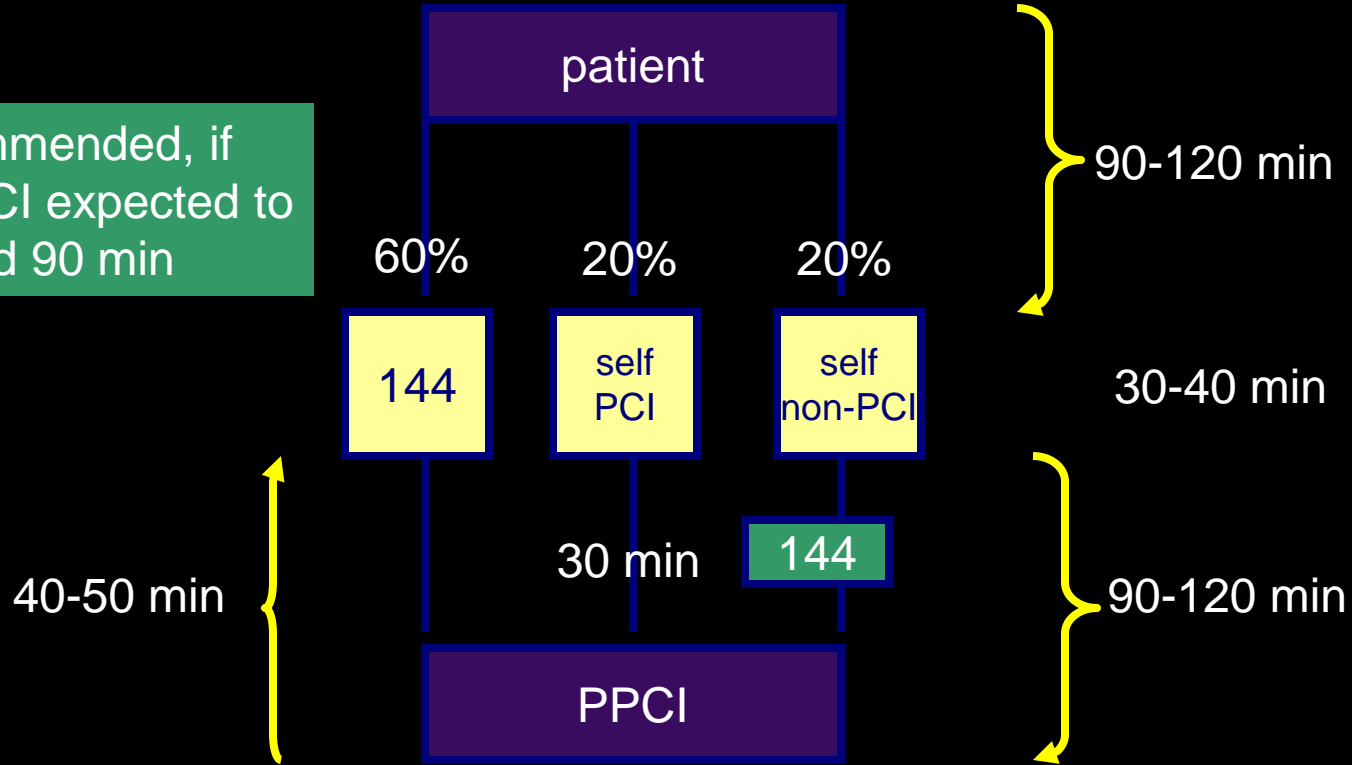 patient
90-120 min
mmended, if
CI expected to
d 90 min
60%
20%
20%
144
self
PCI
self
non-PCI
30-40 min
30 min
144
40-50 min
90-120 min
PPCI